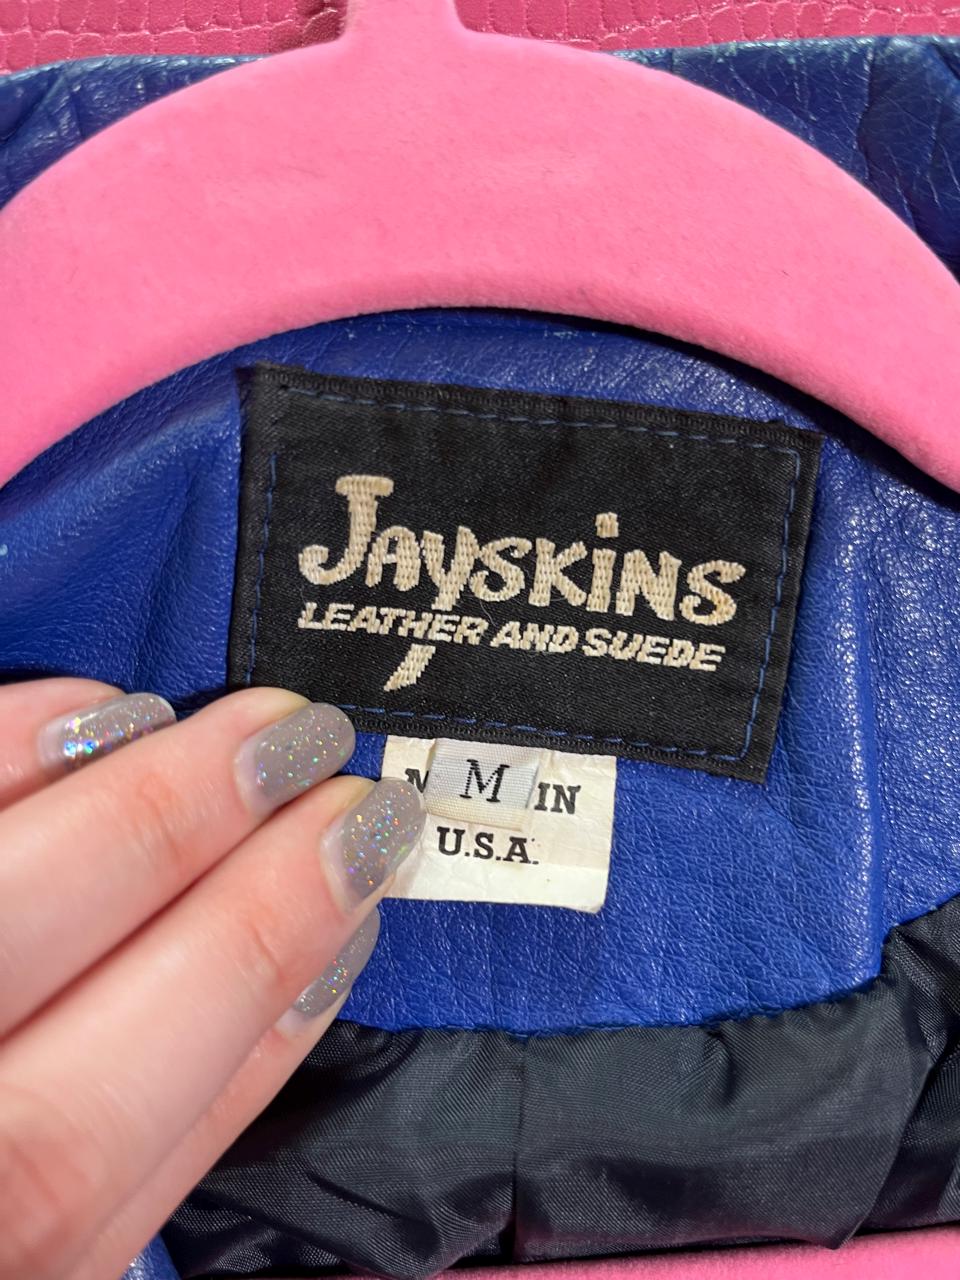 JAySKiNS
LEATHER AND SUEDE
M
IN
U.S.A.